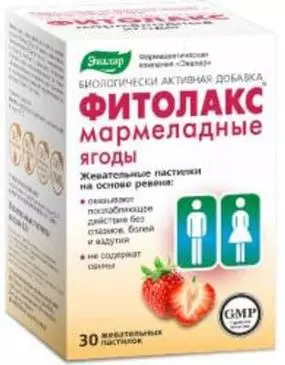 Эвалар
Фармацевтическая
компания «Эвалар»
БИОЛОГИЧЕСКИ АКТИВНАЯ ДОБАВКА
ФИТОЛАКС®
мармеладные
ягоды
Жевательные пастилки
на основе ревеня:
• оказывают
послабляющее
действие без
спазмов, болей и
вздутия
• не содержат
сенны
GMP
30 жевательных
пастилок